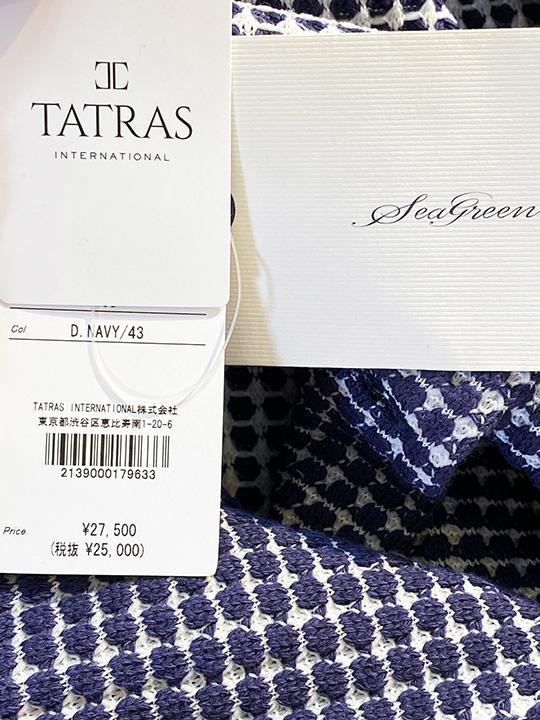 TATRAS
INTERNATIONAL
SeaGreen
Col. D. NAVY/43
TATRAS INTERNATIONAL株式会社
東京都渋谷区恵比寿南1-20-6
2139000179633
Price. ¥27,500
(税抜 ¥25,000)